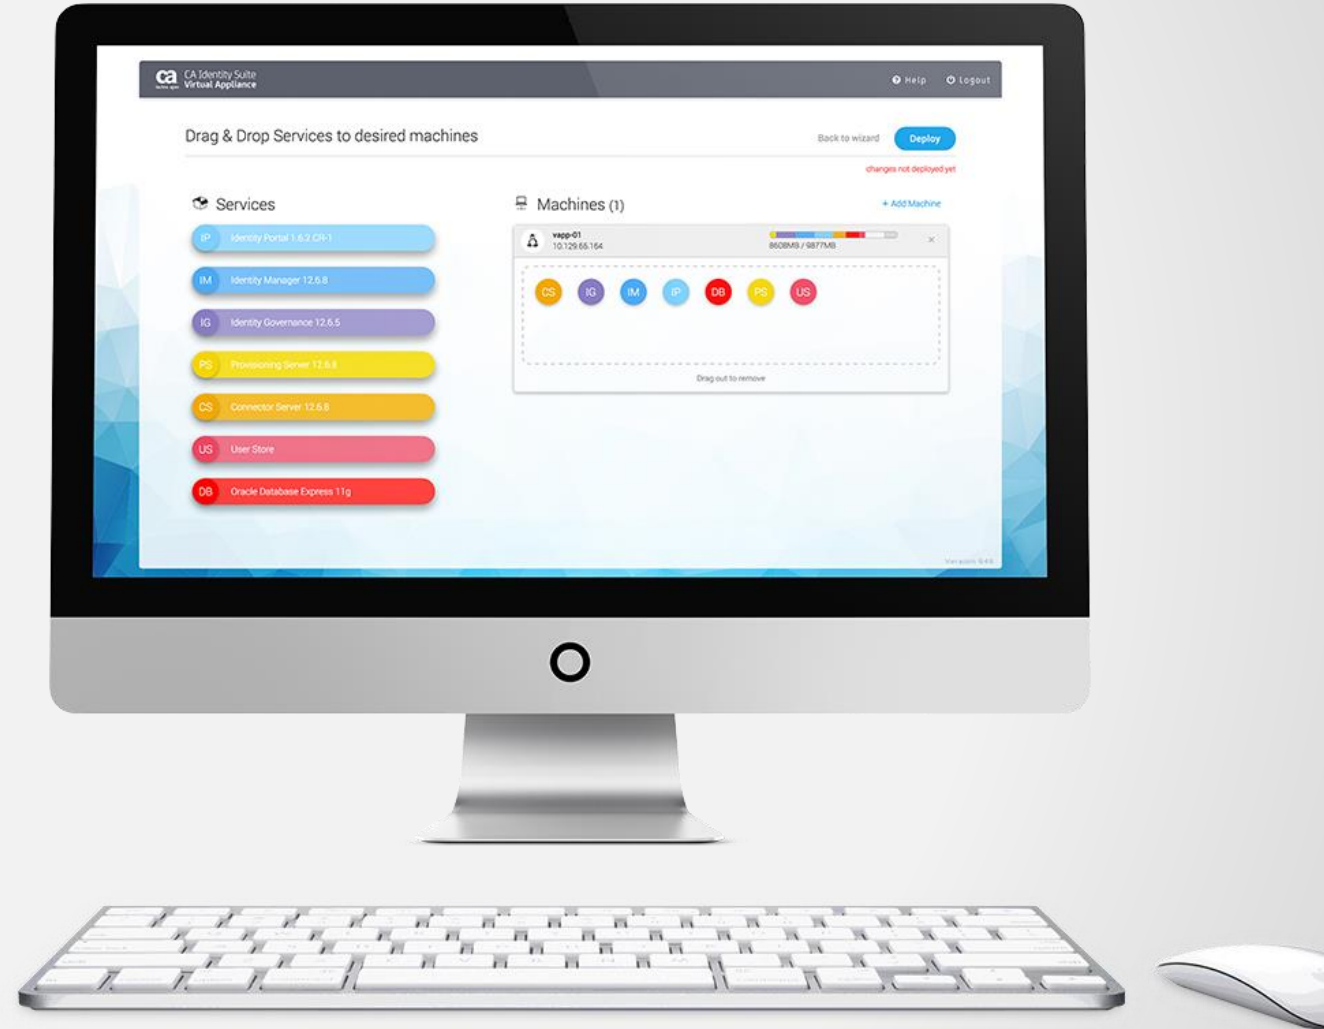 ca
CA Identity Suite
Virtual Appliance
Help
Logout
Drag & Drop Services to desired machines
Back to wizard
Deploy
changes not deployed yet
Services
IP Identity Portal 1.6.2 CR-1
IM Identity Manager 12.6.8
IG Identity Governance 12.6.5
PS Provisioning Server 12.6.8
CS Connector Server 12.6.8
US User Store
DB Oracle Database Express 11g
Machines (1)
+ Add Machine
vapp-01
10.129.65.164
8608MB / 9877MB
CS IG IM IP DB PS US
Drag out to remove